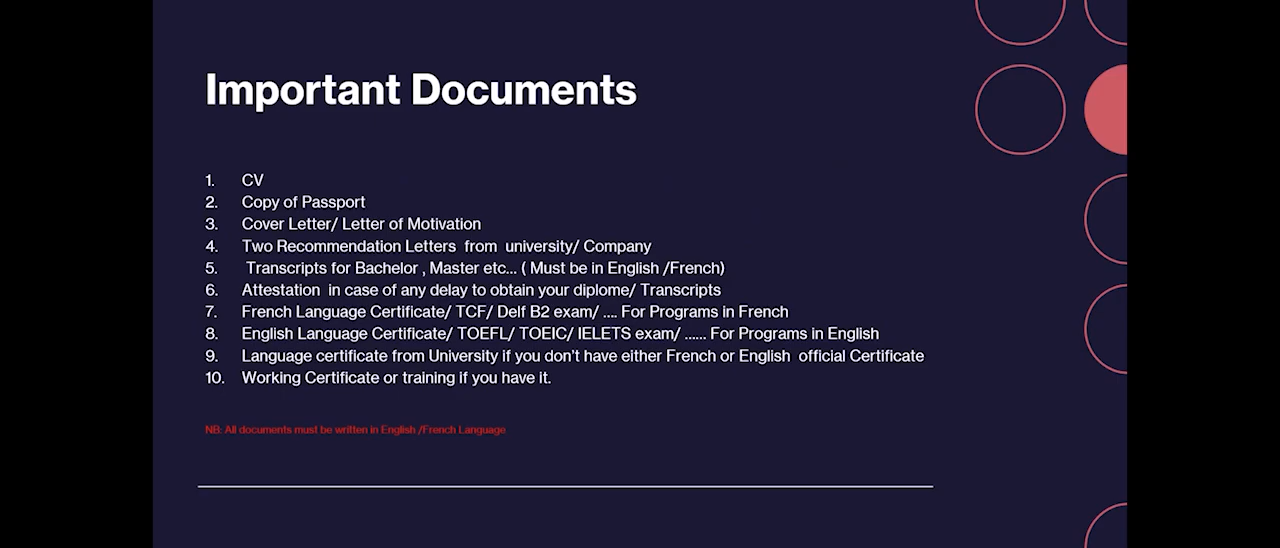 Important Documents
1. CV
2. Copy of Passport
3. Cover Letter/ Letter of Motivation
4. Two Recommendation Letters  from  university/ Company
5.  Transcripts for Bachelor , Master etc... ( Must be in English /French)
6. Attestation  in case of any delay to obtain your diplome/ Transcripts
7. French Language Certificate/ TCF/ Delf B2 exam/ .... For Programs in French
8. English Language Certificate/ TOEFL/ TOEIC/ IELTS exam/ ...... For Programs in English
9. Language certificate from University if you don't have either French or English  official Certificate
10. Working Certificate or training if you have it.
NB: All documents must be written in English /French Language